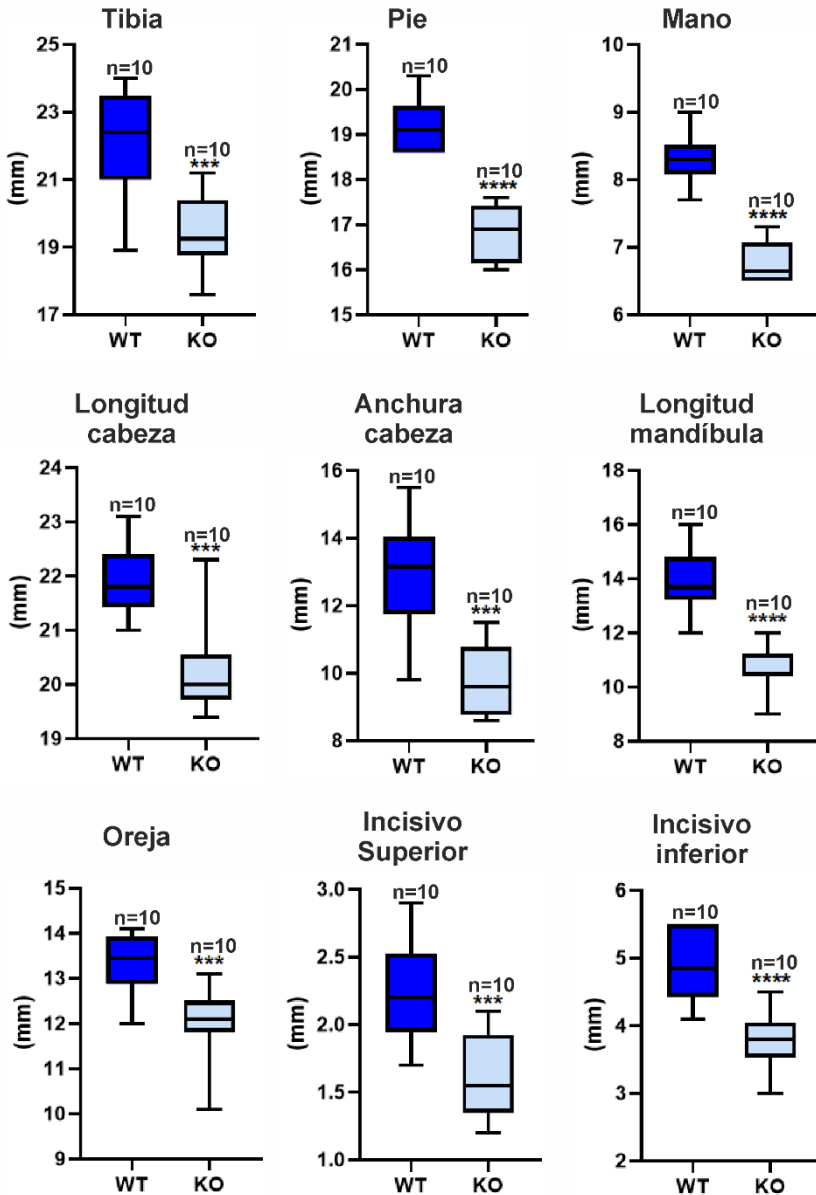 Tibia
25
23
21
19
17
(mm)
n=10
n=10
***
WT
KO
Pie
21
20
19
18
17
16
15
(mm)
n=10
n=10
****
WT
KO
Mano
10
9
8
7
6
(mm)
n=10
n=10
****
WT
KO
Longitud
cabeza
24
23
22
21
20
19
(mm)
n=10
n=10
***
WT
KO
Anchura
cabeza
16
14
12
10
8
(mm)
n=10
n=10
***
WT
KO
Longitud
mandíbula
18
16
14
12
10
8
(mm)
n=10
n=10
****
WT
KO
Oreja
15
14
13
12
11
10
9
(mm)
n=10
n=10
***
WT
KO
Incisivo
Superior
3.0
2.5
2.0
1.5
1.0
(mm)
n=10
n=10
***
WT
KO
Incisivo
inferior
6
5
4
3
2
(mm)
n=10
n=10
****
WT
KO